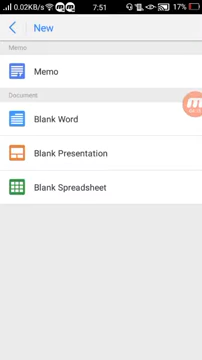 0.02KB/s 7:51 17%
New
Memo
Memo
Document
Blank Word
Blank Presentation
Blank Spreadsheet